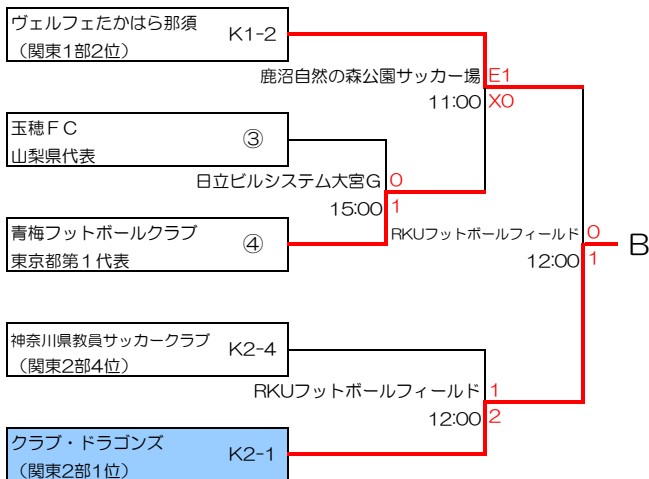 ヴェルフェたかはら那須
（関東1部2位）
K1-2
鹿沼自然の森公園サッカー場
E1
11:00
X0
玉穂ＦＣ
山梨県代表
③
日立ビルシステム大宮G
0
15:00
1
青梅フットボールクラブ
東京都第１代表
④
RKUフットボールフィールド
0
12:00
1
B
神奈川県教員サッカークラブ
（関東2部4位）
K2-4
RKUフットボールフィールド
1
12:00
2
クラブ・ドラゴンズ
（関東2部1位）
K2-1